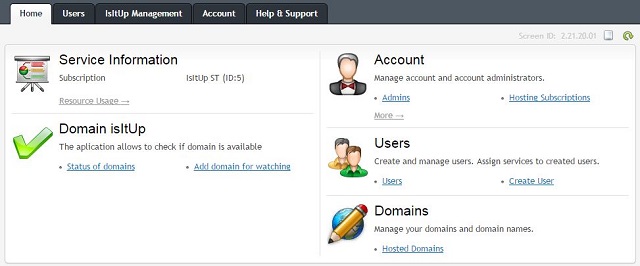 Home Users IsItUp Management Account Help & Support
Screen ID: 2.21.20.01
Service Information
Subscription IsItUp ST (ID:5)
Resource Usage →
Domain isItUp
The aplication allows to check if domain is available
Status of domains Add domain for watching
Account
Manage account and account administrators.
Admins Hosting Subscriptions
More →
Users
Create and manage users. Assign services to created users.
Users Create User
Domains
Manage your domains and domain names.
Hosted Domains